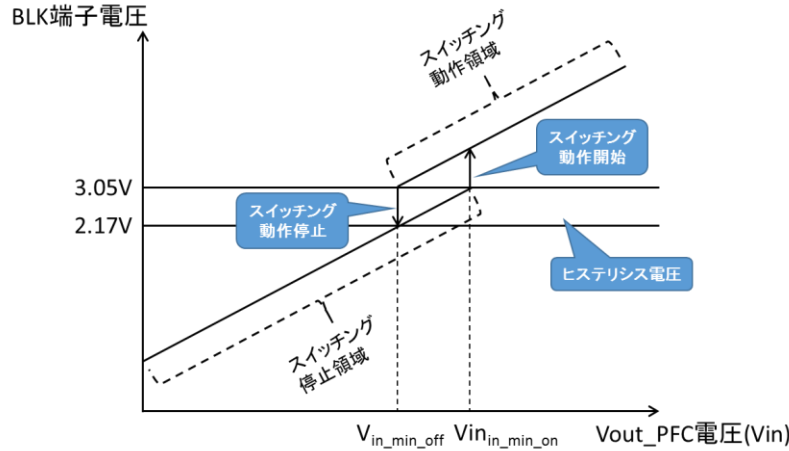 BLK端子電圧
スイッチング
動作領域
スイッチング
動作開始
3.05V
スイッチング
動作停止
2.17V
ヒステリシス電圧
スイッチング
停止領域
Vin_min_off
Vinin_min_on
Vout_PFC電圧(Vin)